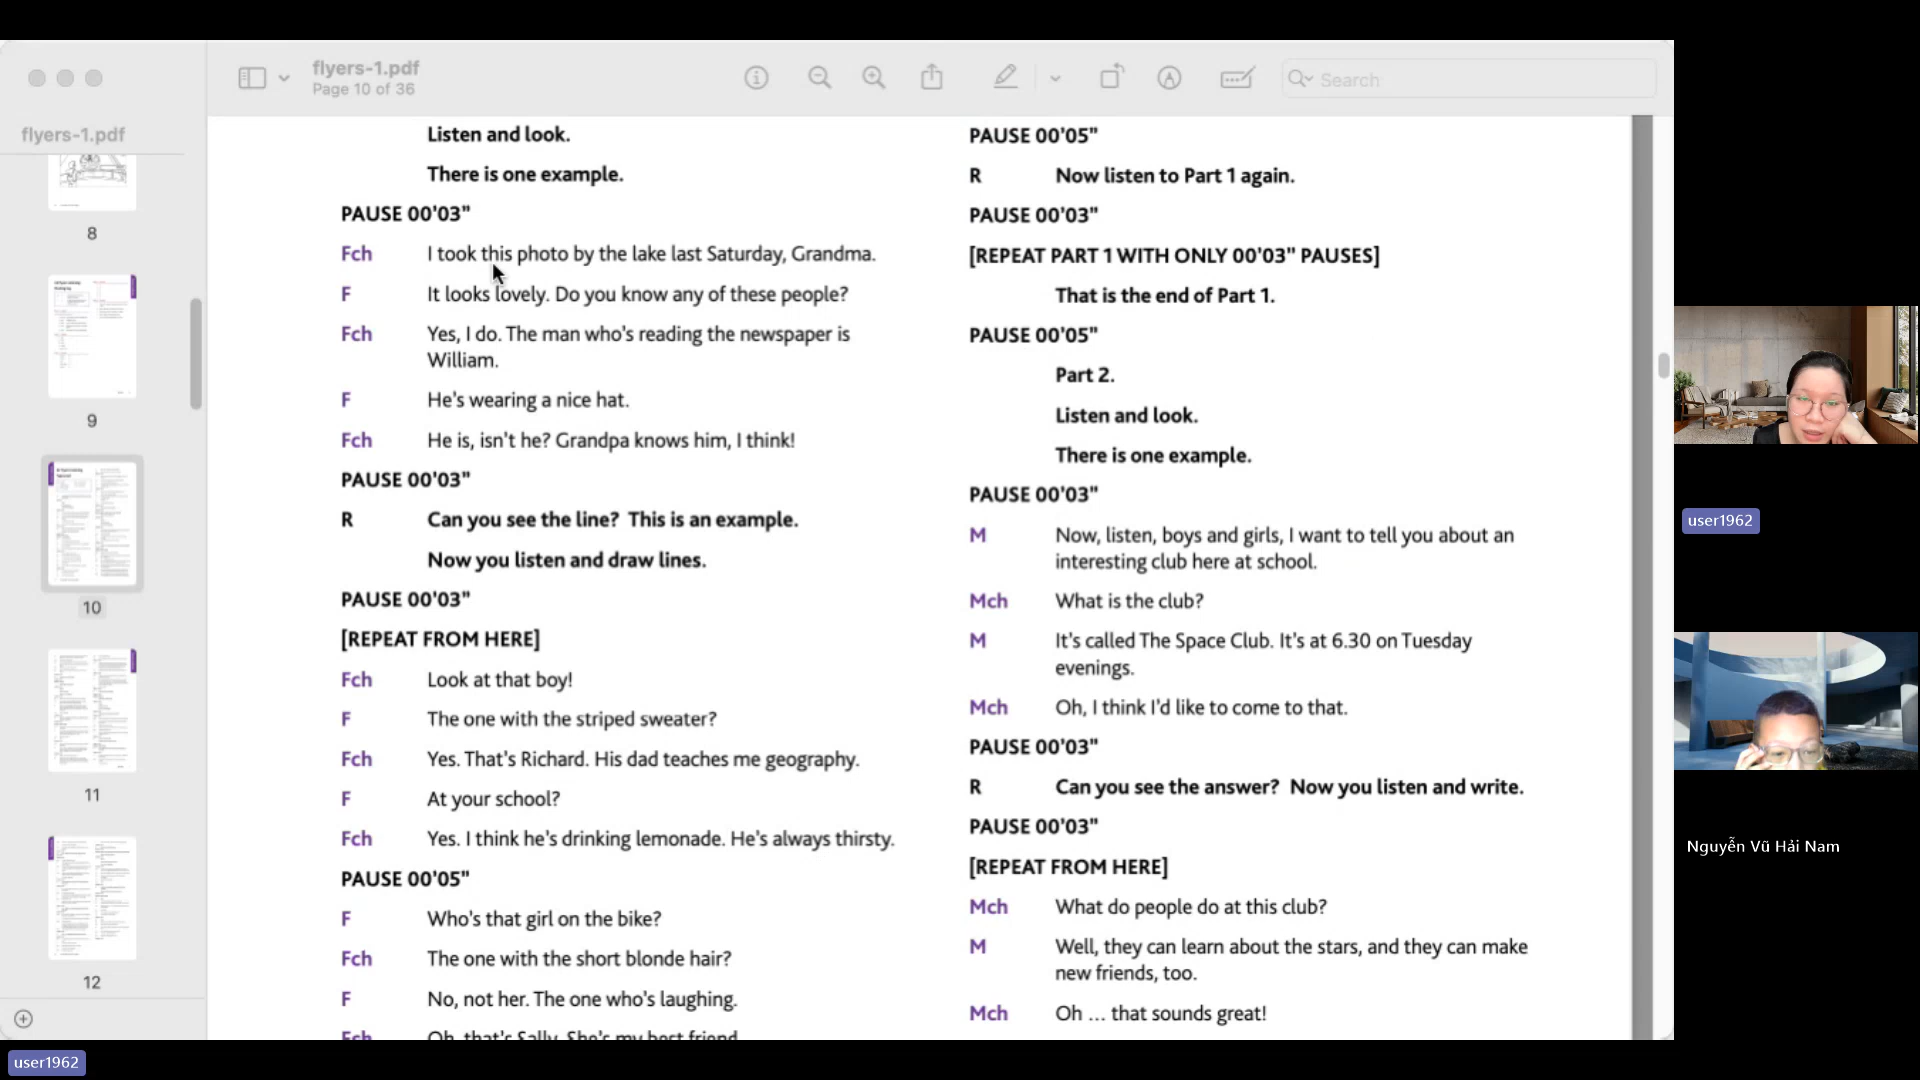 flyers-1.pdf
Page 10 of 36
Search
flyers-1.pdf
8
9
10
11
12
Listen and look.
There is one example.
PAUSE 00'03"
Fch I took this photo by the lake last Saturday, Grandma.
F It looks lovely. Do you know any of these people?
Fch Yes, I do. The man who's reading the newspaper is
William.
F He's wearing a nice hat.
Fch He is, isn't he? Grandpa knows him, I think!
PAUSE 00'03"
R Can you see the line? This is an example.
Now you listen and draw lines.
PAUSE 00'03"
[REPEAT FROM HERE]
Fch Look at that boy!
F The one with the striped sweater?
Fch Yes. That's Richard. His dad teaches me geography.
F At your school?
Fch Yes. I think he's drinking lemonade. He's always thirsty.
PAUSE 00'05"
F Who's that girl on the bike?
Fch The one with the short blonde hair?
F No, not her. The one who's laughing.
Fch Oh, that's Sally. She's my best friend.
PAUSE 00'05"
R Now listen to Part 1 again.
PAUSE 00'03"
[REPEAT PART 1 WITH ONLY 00'03" PAUSES]
That is the end of Part 1.
PAUSE 00'05"
Part 2.
Listen and look.
There is one example.
PAUSE 00'03"
M Now, listen, boys and girls, I want to tell you about an
interesting club here at school.
Mch What is the club?
M It's called The Space Club. It's at 6.30 on Tuesday
evenings.
Mch Oh, I think I'd like to come to that.
PAUSE 00'03"
R Can you see the answer? Now you listen and write.
PAUSE 00'03"
[REPEAT FROM HERE]
Mch What do people do at this club?
M Well, they can learn about the stars, and they can make
new friends, too.
Mch Oh ... that sounds great!
user1962
Nguyễn Vũ Hải Nam
user1962